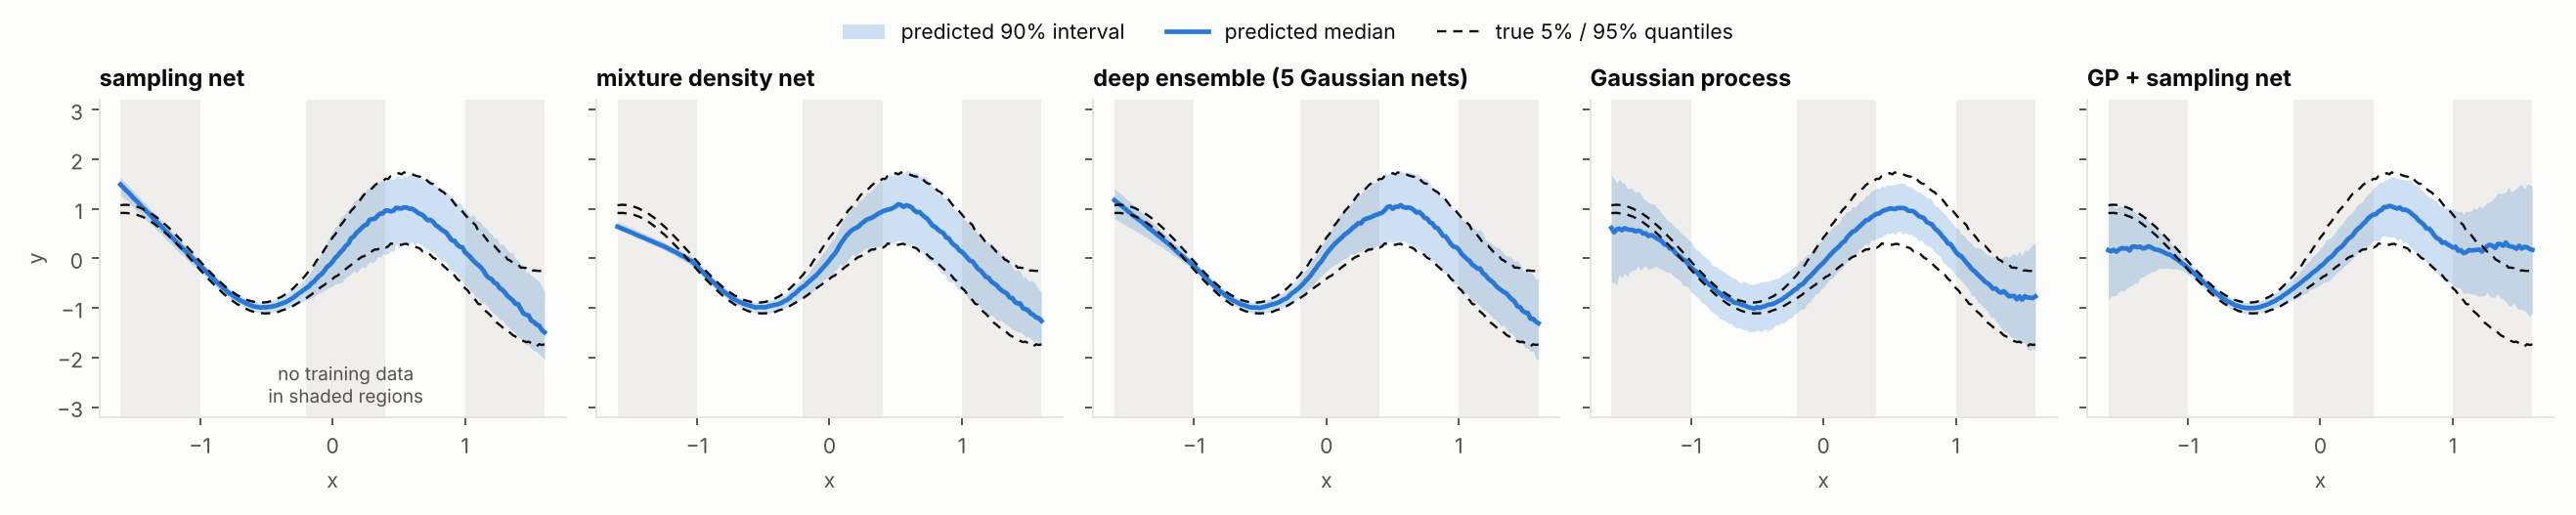 predicted 90% interval predicted median true 5% / 95% quantiles
sampling net
mixture density net
deep ensemble (5 Gaussian nets)
Gaussian process
GP + sampling net
3
2
1
0
−1
−2
−3
y
no training data
in shaded regions
−1 0 1
−1 0 1
−1 0 1
−1 0 1
−1 0 1
x
x
x
x
x